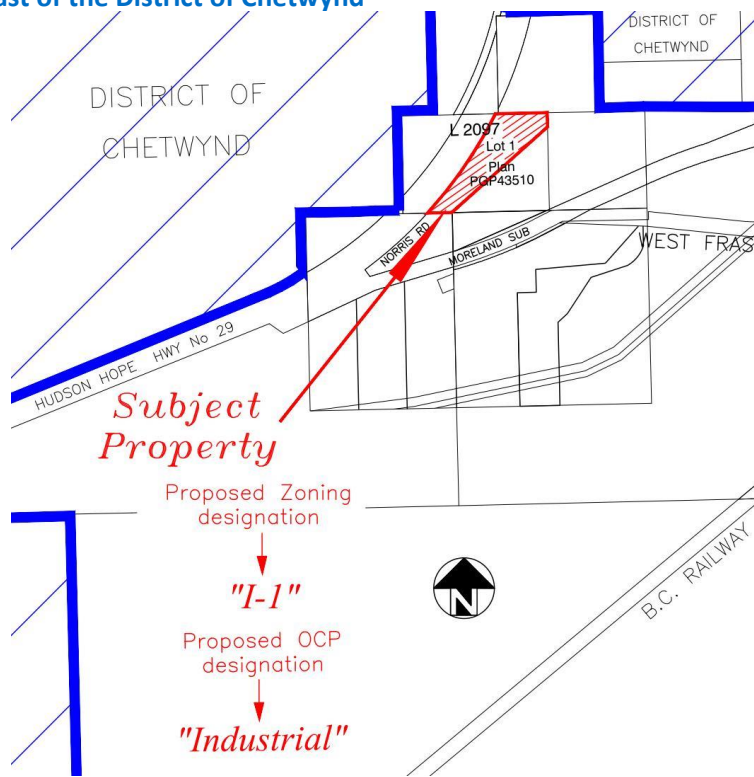 ast of the District of Chetwynd
DISTRICT OF
CHETWYND
DISTRICT OF
CHETWYND
L 2097
Lot 1
Plan
PGP43510
NORRIS RD
MORELAND SUB
WEST FRAS
HUDSON HOPE HWY No 29
Subject
Property
Proposed Zoning
designation
"I-1"
N
B.C. RAILWAY
Proposed OCP
designation
"Industrial"